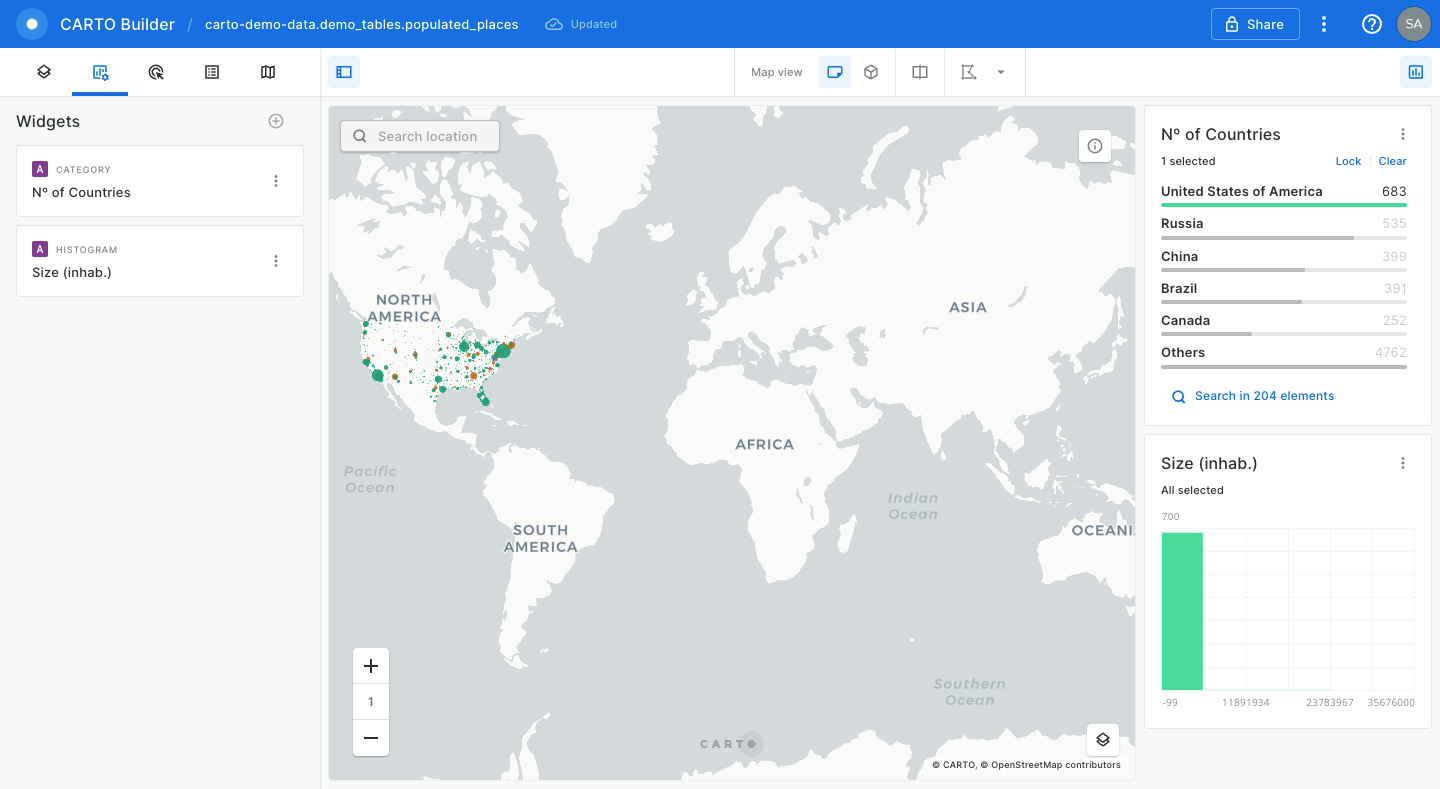 CARTO Builder / carto-demo-data.demo_tables.populated_places Updated Share SA
Map view
Widgets
A CATEGORY
Nº of Countries
A HISTOGRAM
Size (inhab.)
Search location
NORTH
AMERICA
ASIA
AFRICA
Pacific
Ocean
Indian
Ocean
SOUTH
AMERICA
OCEANI
Southern
Ocean
1
CARTO
© CARTO, © OpenStreetMap contributors
Nº of Countries
1 selected Lock | Clear
United States of America 683
Russia 535
China 399
Brazil 391
Canada 252
Others 4762
Search in 204 elements
Size (inhab.)
All selected
700
-99 11891934 23783967 35676000